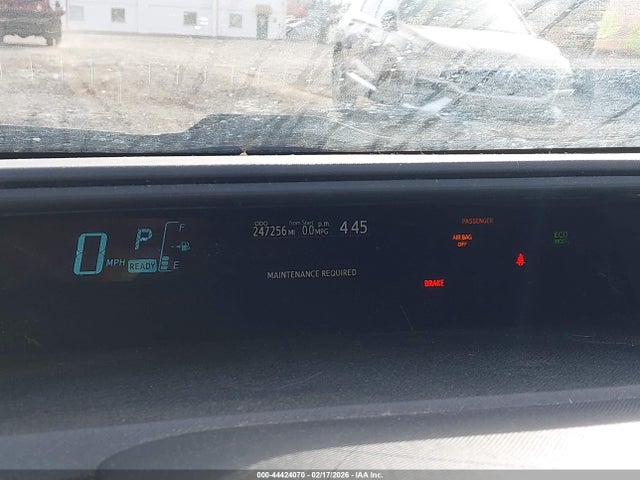 ODO from Start p.m.
247256 MI 0.0 MPG 4:45
PASSENGER
AIR BAG
OFF
ECO
MODE
0 MPH P READY F E
MAINTENANCE REQUIRED
BRAKE
000-44424070 - 02/17/2026 - IAA Inc.